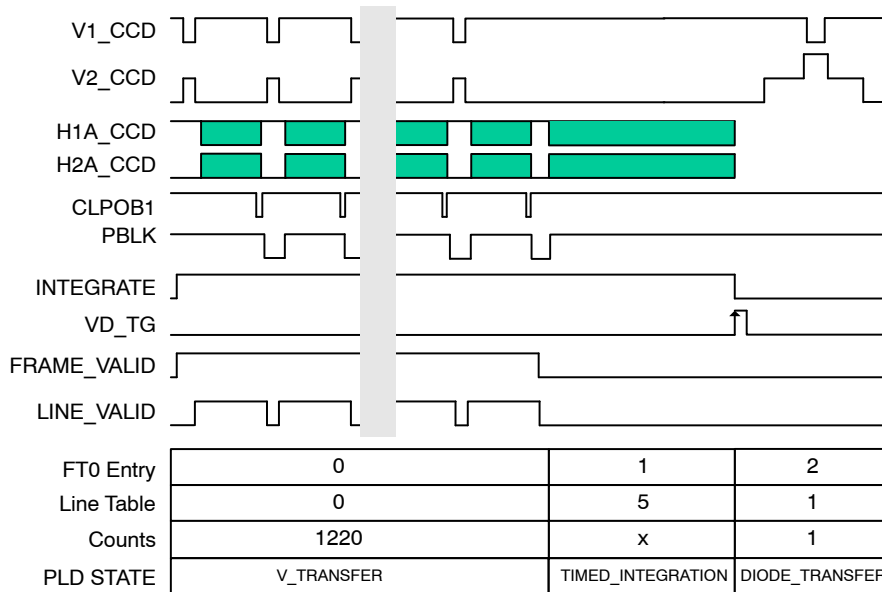 V1_CCD
V2_CCD
H1A_CCD
H2A_CCD
CLPOB1
PBLK
INTEGRATE
VD_TG
FRAME_VALID
LINE_VALID
FT0 Entry 0 1 2
Line Table 0 5 1
Counts 1220 x 1
PLD STATE V_TRANSFER TIMED_INTEGRATION DIODE_TRANSFER